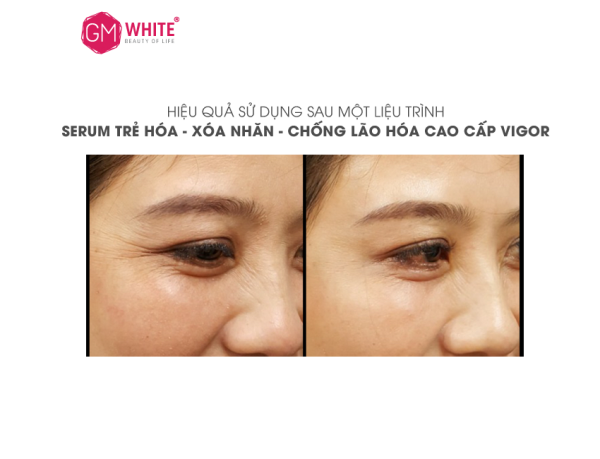 GM WHITE®
BEAUTY OF LIFE
HIỆU QUẢ SỬ DỤNG SAU MỘT LIỆU TRÌNH
SERUM TRẺ HÓA - XÓA NHĂN - CHỐNG LÃO HÓA CAO CẤP VIGOR